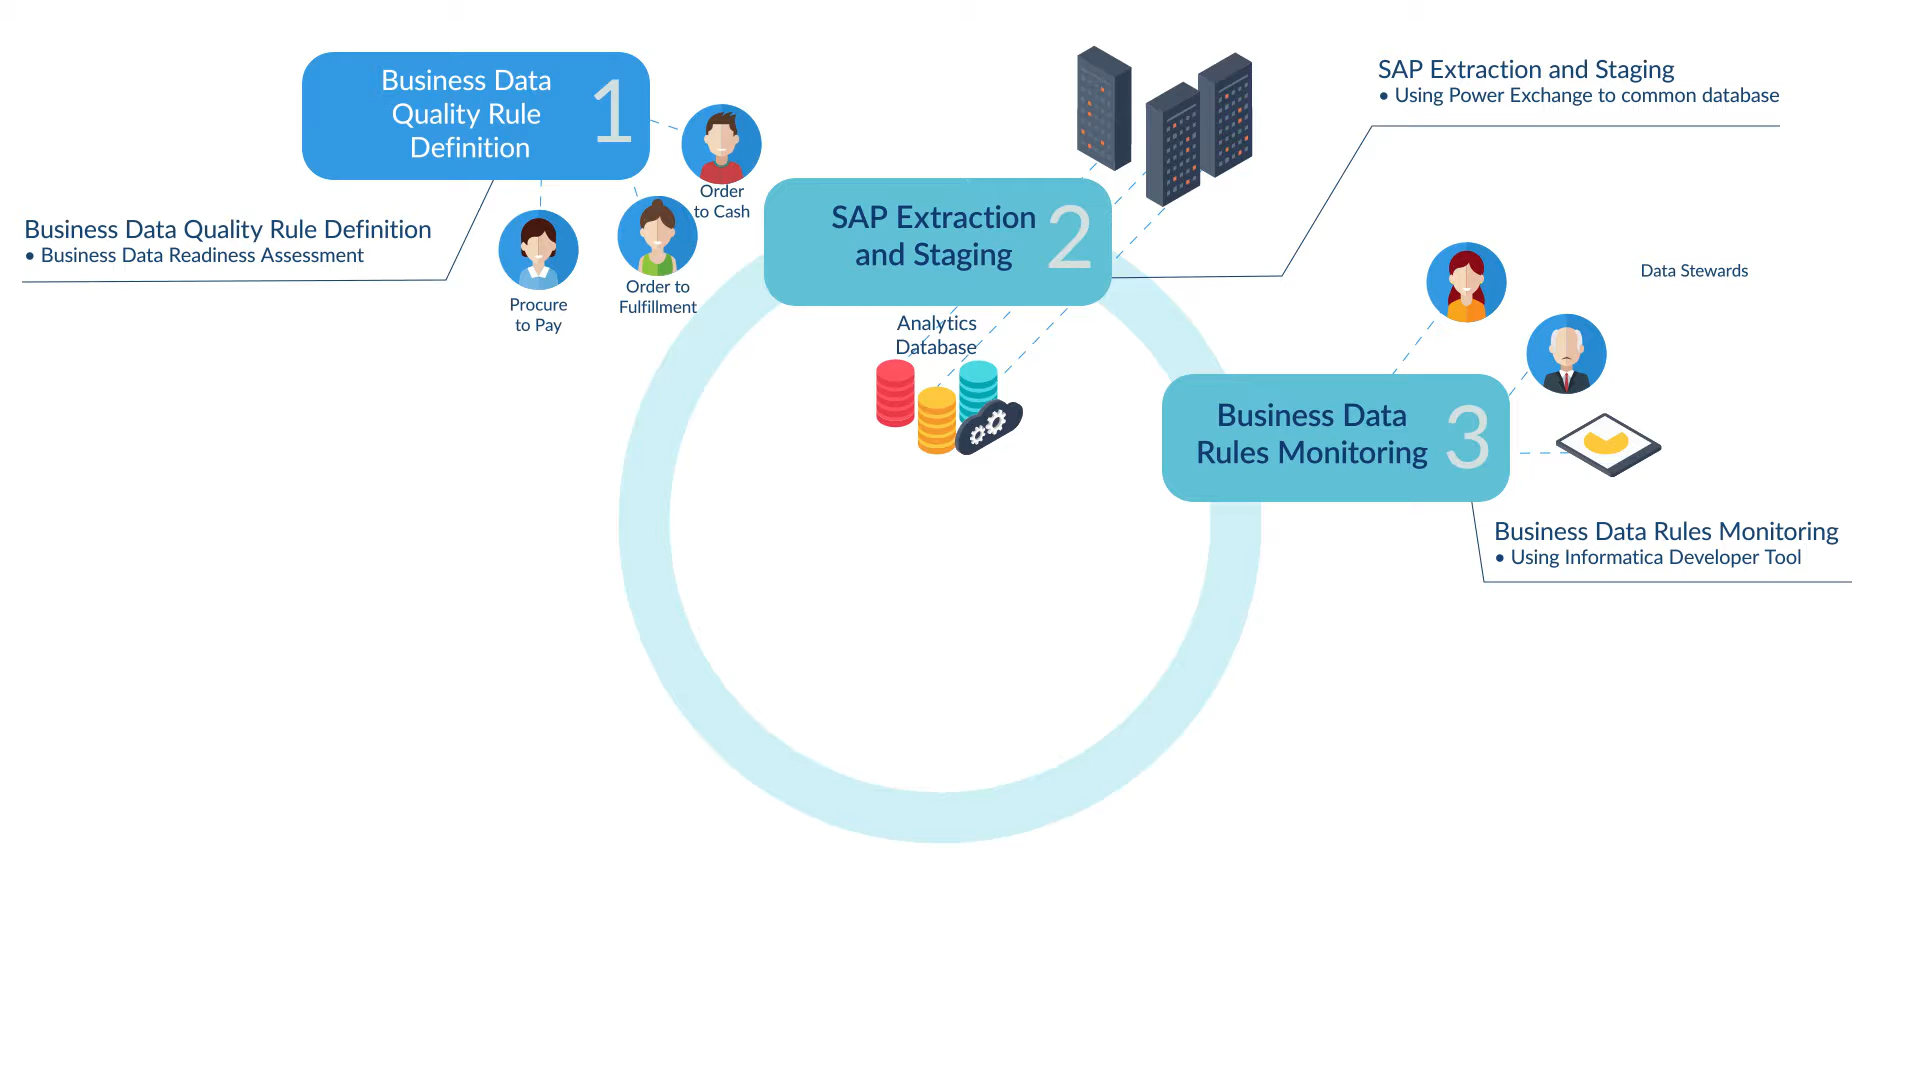 Business Data
Quality Rule
Definition
1
Order
to Cash
Business Data Quality Rule Definition
• Business Data Readiness Assessment
Procure
to Pay
Order to
Fulfillment
SAP Extraction
and Staging
2
SAP Extraction and Staging
• Using Power Exchange to common database
Analytics
Database
Data Stewards
Business Data
Rules Monitoring
3
Business Data Rules Monitoring
• Using Informatica Developer Tool